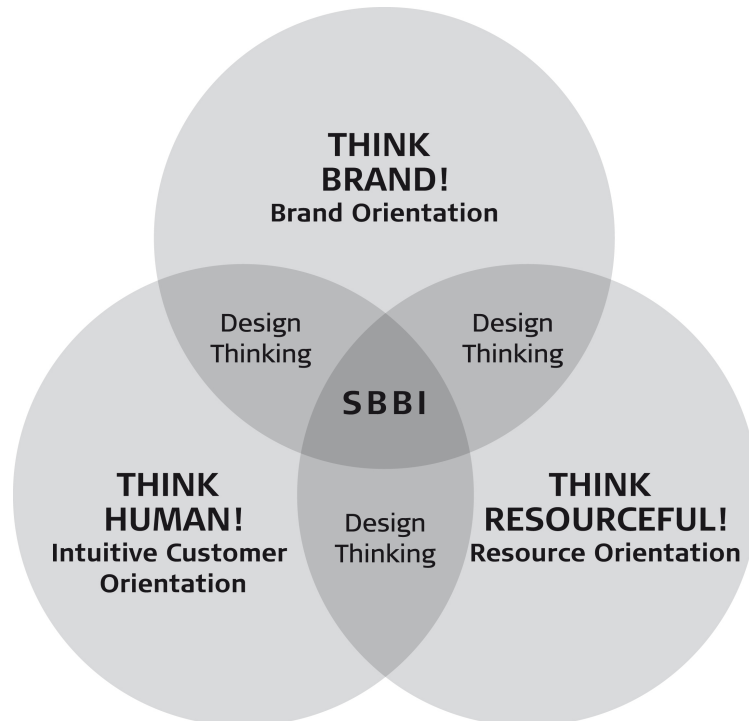 THINK
BRAND!
Brand Orientation
Design
Thinking
Design
Thinking
SBBI
THINK
HUMAN!
Intuitive Customer
Orientation
Design
Thinking
THINK
RESOURCEFUL!
Resource Orientation